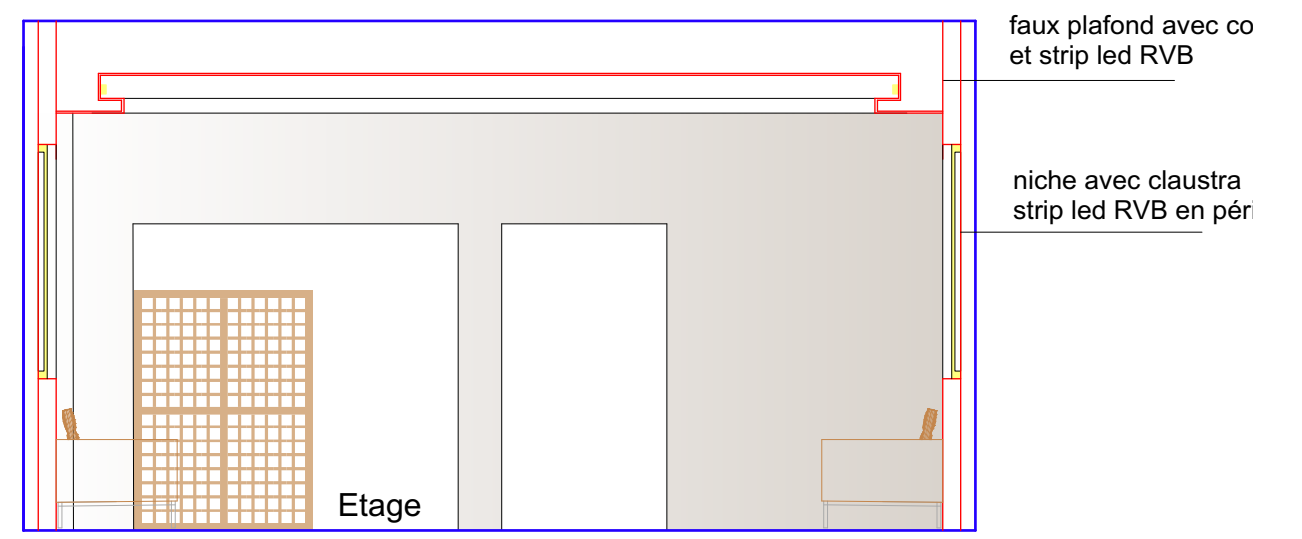 faux plafond avec co
et strip led RVB
niche avec claustra
strip led RVB en péri
Etage